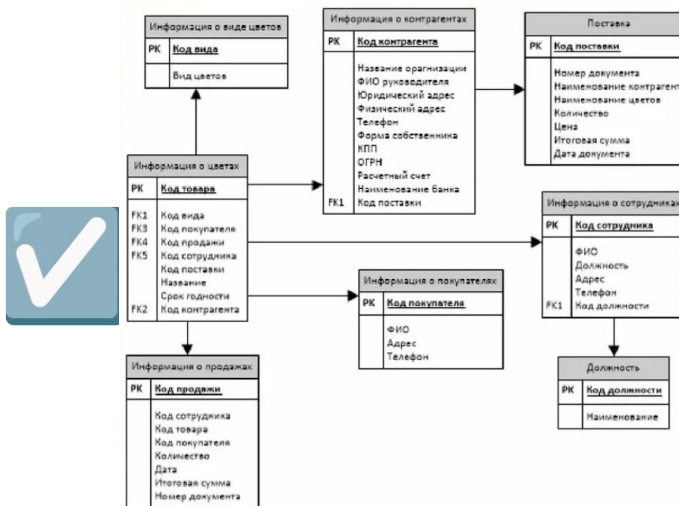 Информация о виде цветов
PK Код вида
Вид цветов
Информация о контрагентах
PK Код контрагента
Название орагнизации
ФИО руководителя
Юридический адрес
Физический адрес
Телефон
Форма собственника
КПП
ОГРН
Расчетный счет
Наименование банка
FK1 Код поставки
Поставка
PK Код поставки
Номер документа
Наименование контрагент
Наименование цветов
Количество
Цена
Итоговая сумма
Дата документа
Информация о цветах
PK Код товара
FK1 Код вида
FK3 Код покупателя
FK4 Код продажи
FK5 Код сотрудника
Код поставки
Название
Срок годности
FK2 Код контрагента
Информация о сотрудниках
PK Код сотрудника
ФИО
Должность
Адрес
Телефон
FK1 Код должности
Информация о покупателях
PK Код покупателя
ФИО
Адрес
Телефон
Информация о продажах
PK Код продажи
Код сотрудника
Код товара
Код покупателя
Количество
Дата
Итоговая сумма
Номер документа
Должность
PK Код должности
Наименование